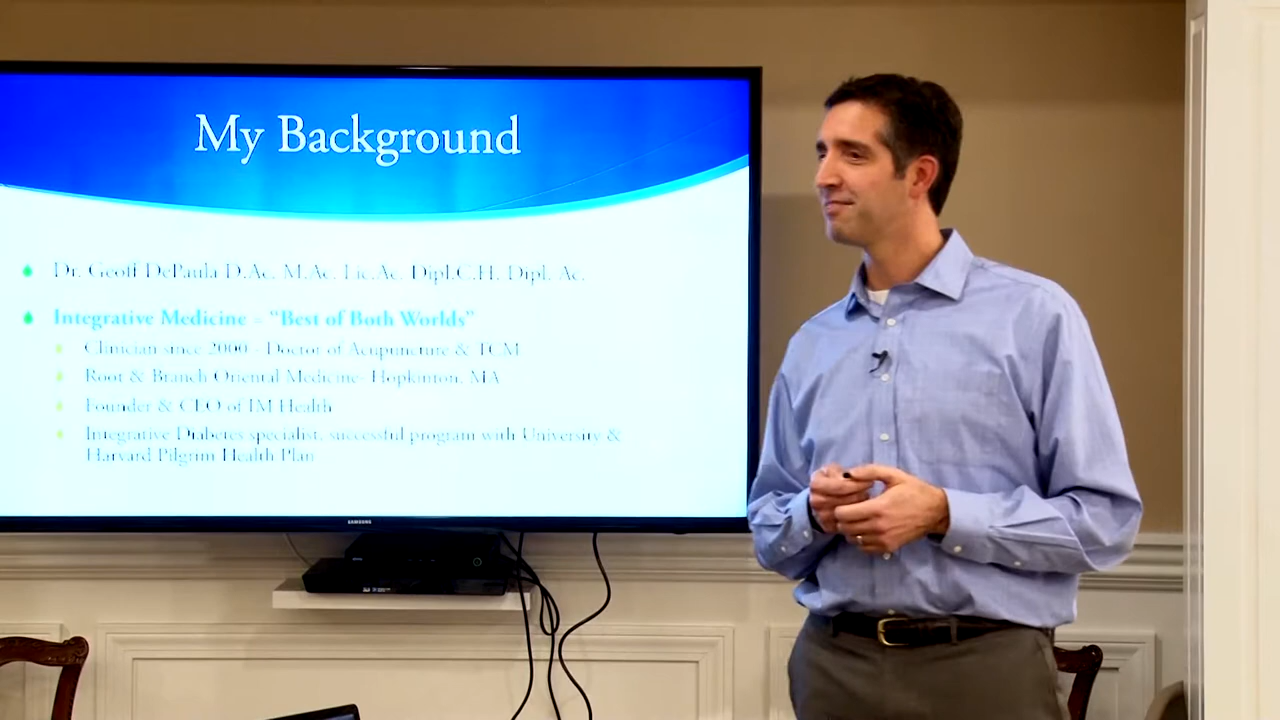 My Background
Dr. Geoff DePaula D.Ac. M.Ac. Lic.Ac. Dipl.C.H. Dipl. Ac.
Integrative Medicine – "Best of Both Worlds"
Clinician since 2000 - Doctor of Acupuncture & TCM
Root & Branch Oriental Medicine- Hopkinton, MA
Founder & CEO of IM Health
Integrative Diabetes specialist, successful program with University &
Harvard Pilgrim Health Plan
SAMSUNG